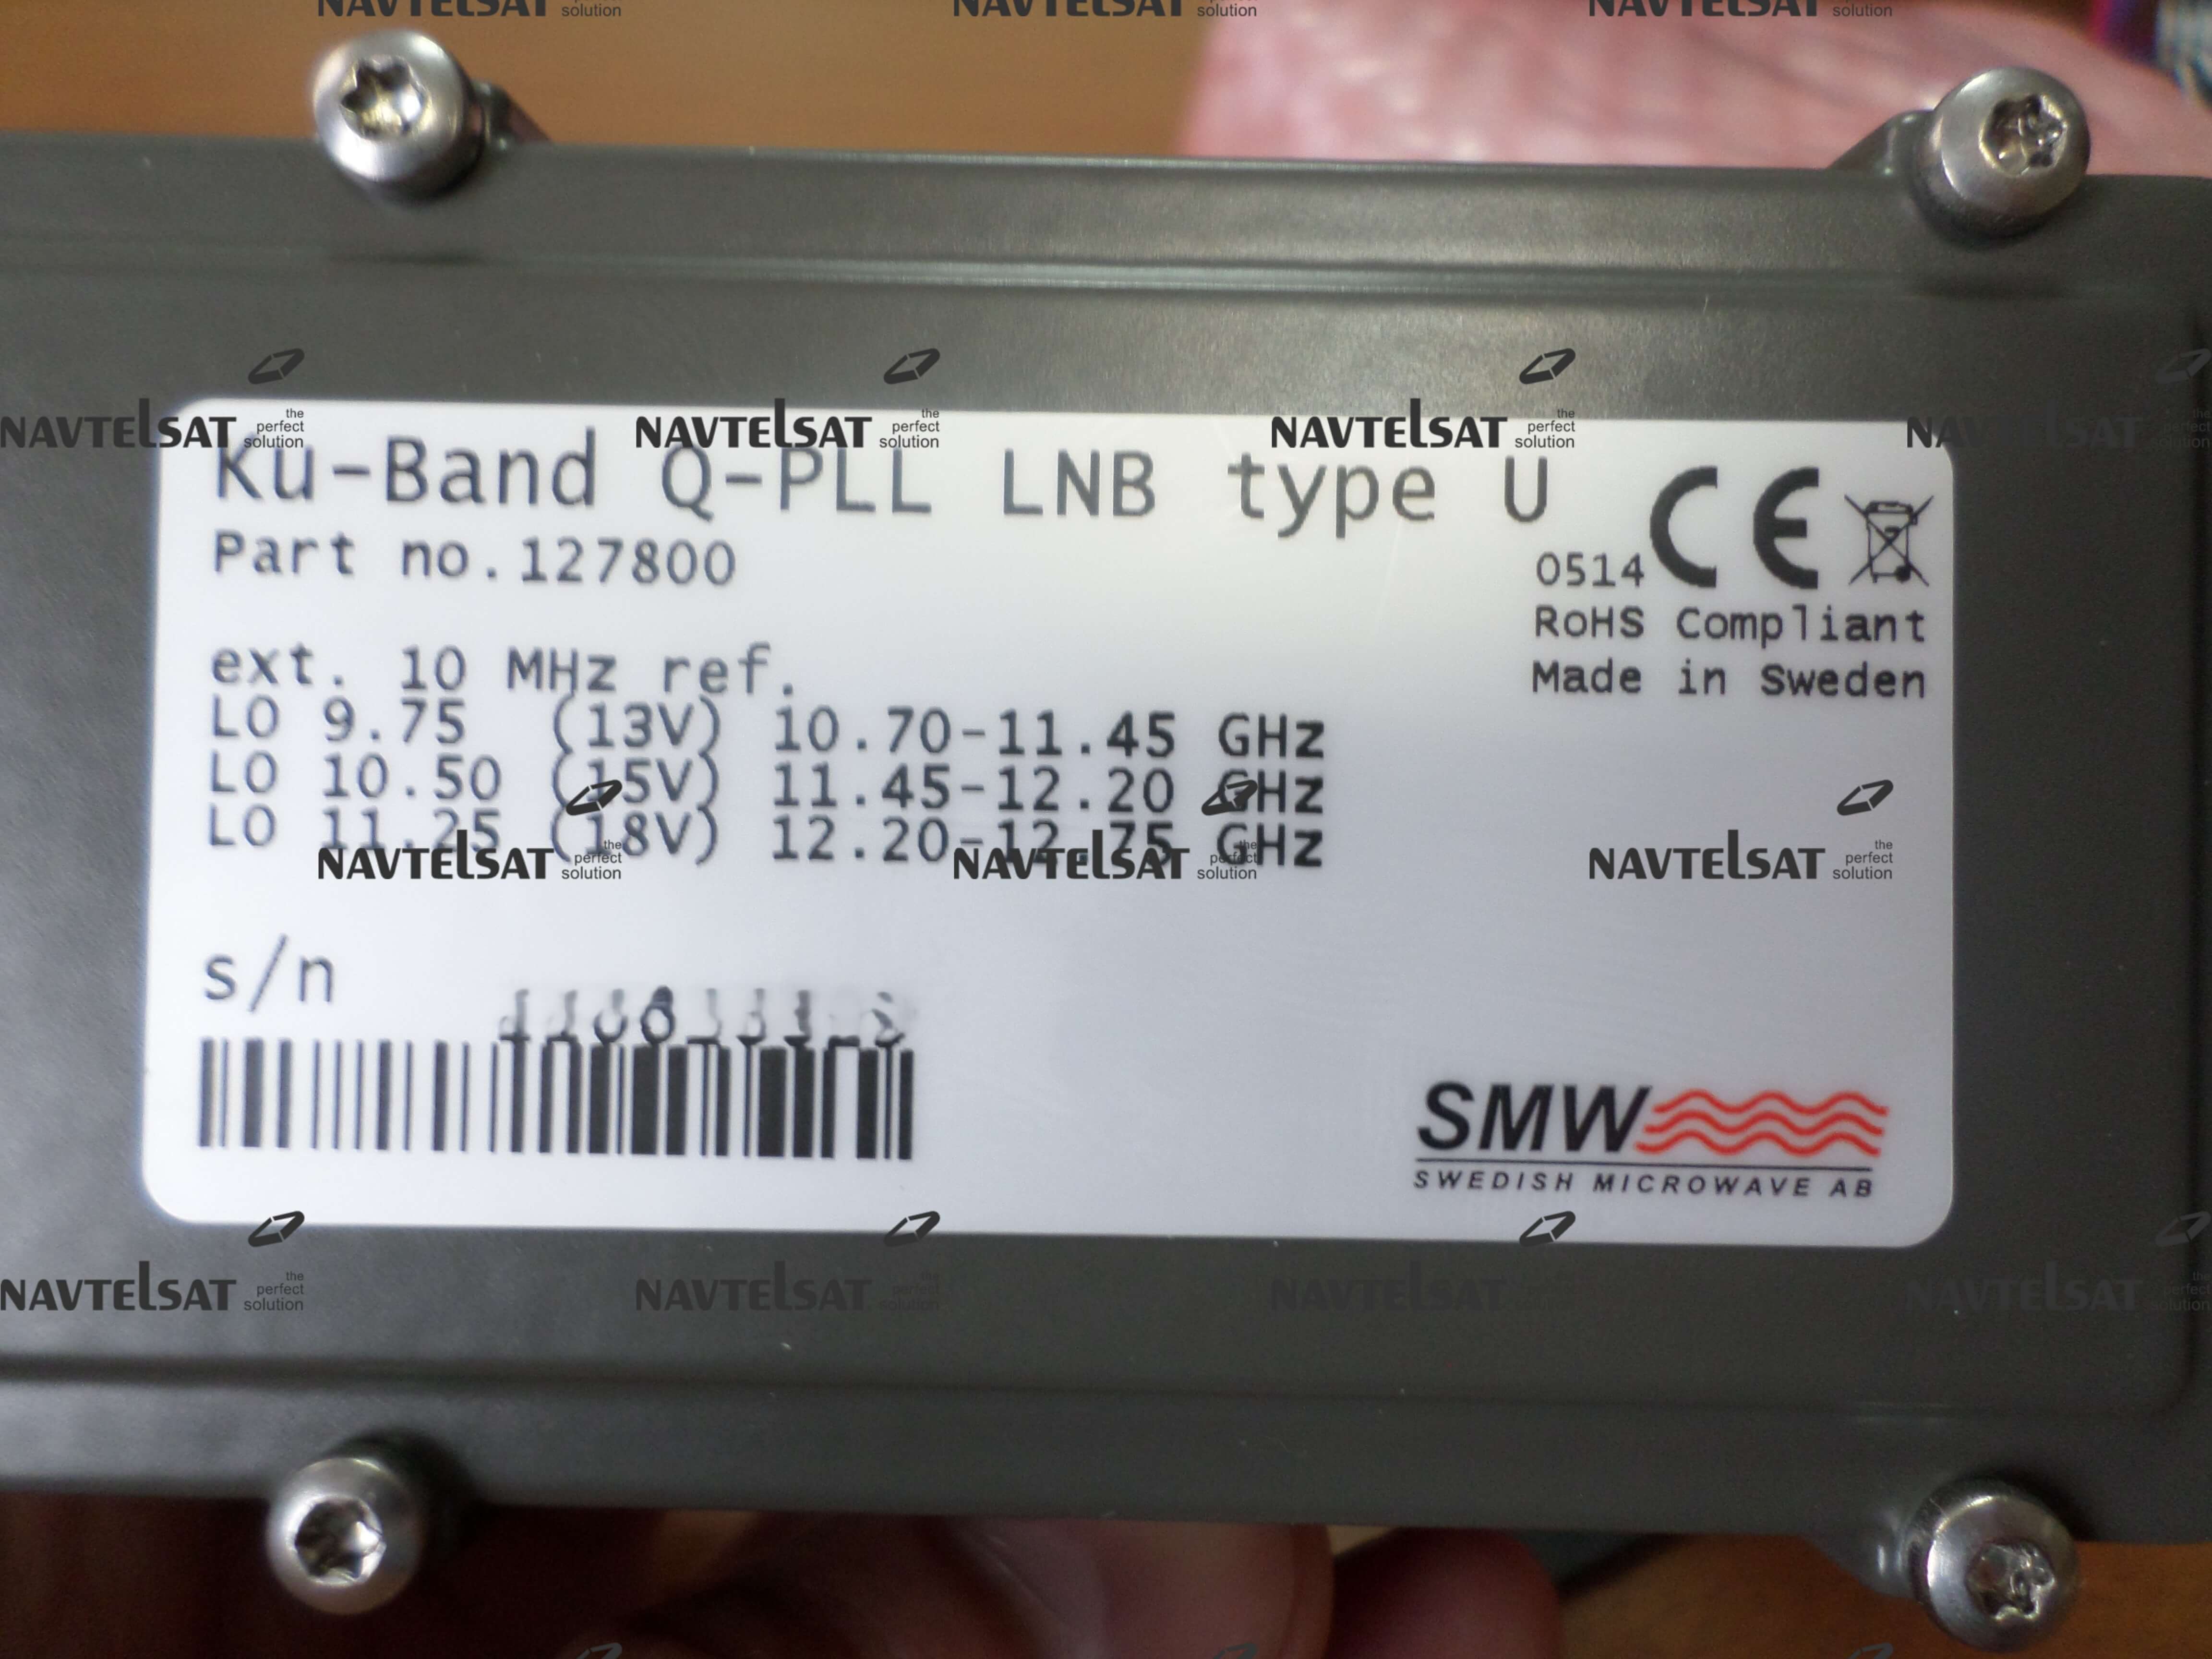 Ku-Band Q-PLL LNB type U
Part no.127800
0514 CE
RoHS Compliant
Made in Sweden
ext. 10 MHz ref.
LO 9.75 (13V) 10.70-11.45 GHz
LO 10.50 (15V) 11.45-12.20 GHz
LO 11.25 (18V) 12.20-12.75 GHz
s/n
SMW
SWEDISH MICROWAVE AB
NAVTELSAT
the
perfect
solution